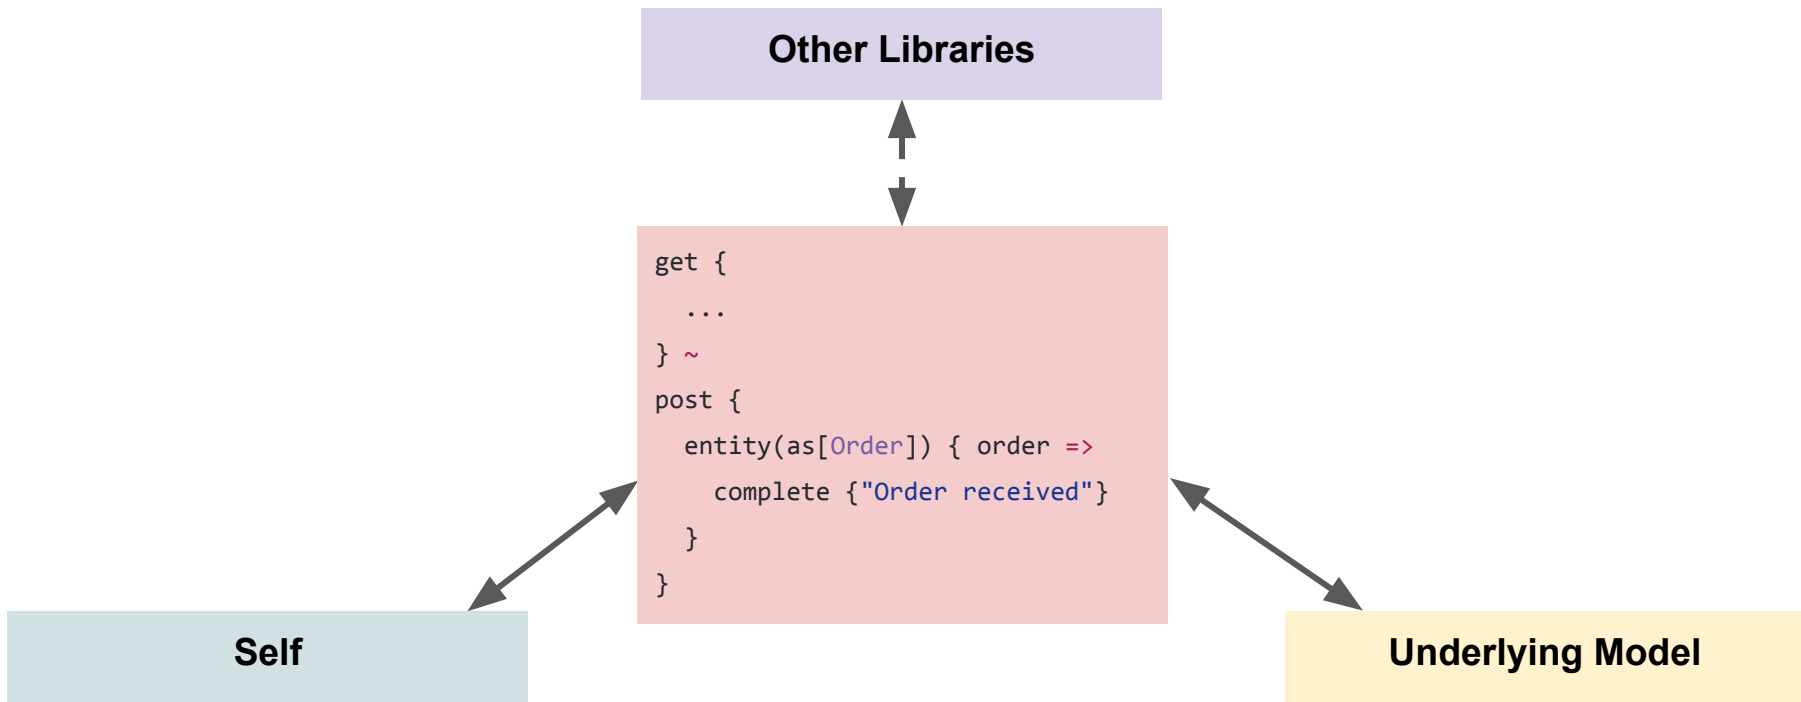 Other Libraries
get {
  ...
} ~
post {
  entity(as[Order]) { order =>
    complete {"Order received"}
  }
}
Self
Underlying Model